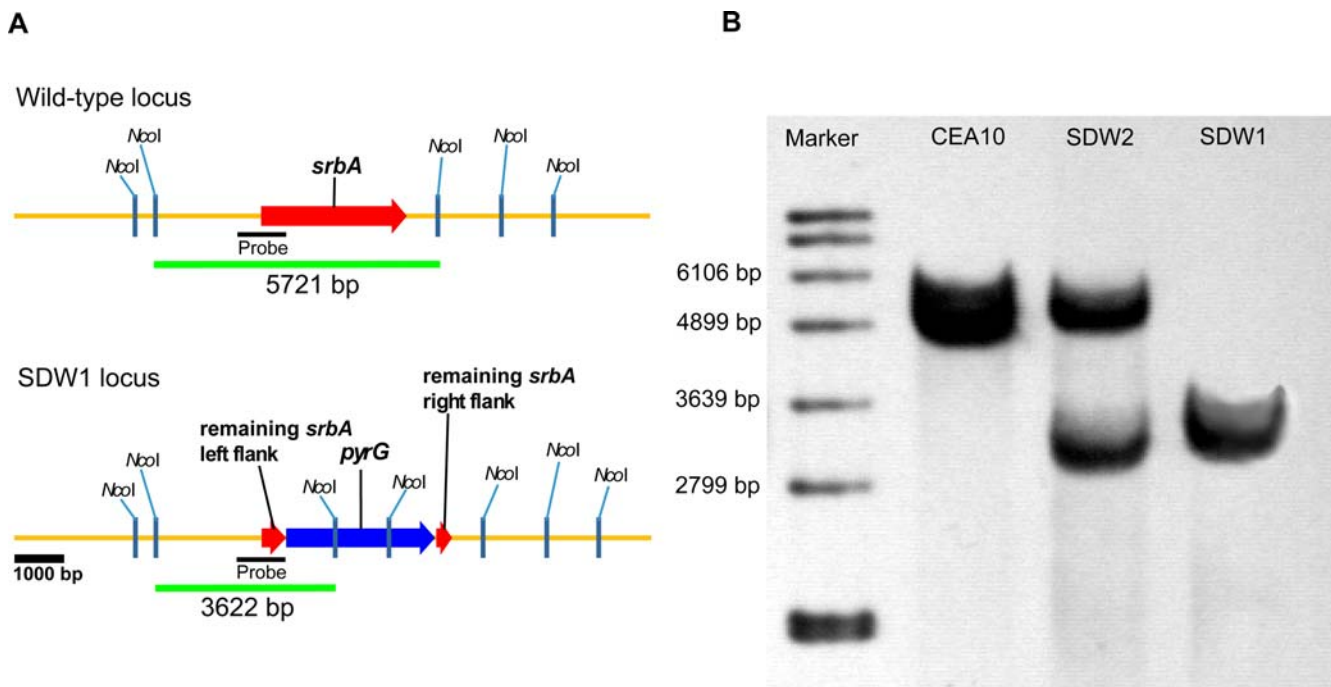 A
Wild-type locus
NcoI
NcoI
srbA
NcoI
NcoI
NcoI
Probe
5721 bp
SDW1 locus
remaining srbA
left flank
pyrG
remaining srbA
right flank
NcoI
NcoI
NcoI
NcoI
NcoI
NcoI
NcoI
1000 bp
Probe
3622 bp
B
Marker
CEA10
SDW2
SDW1
6106 bp
4899 bp
3639 bp
2799 bp